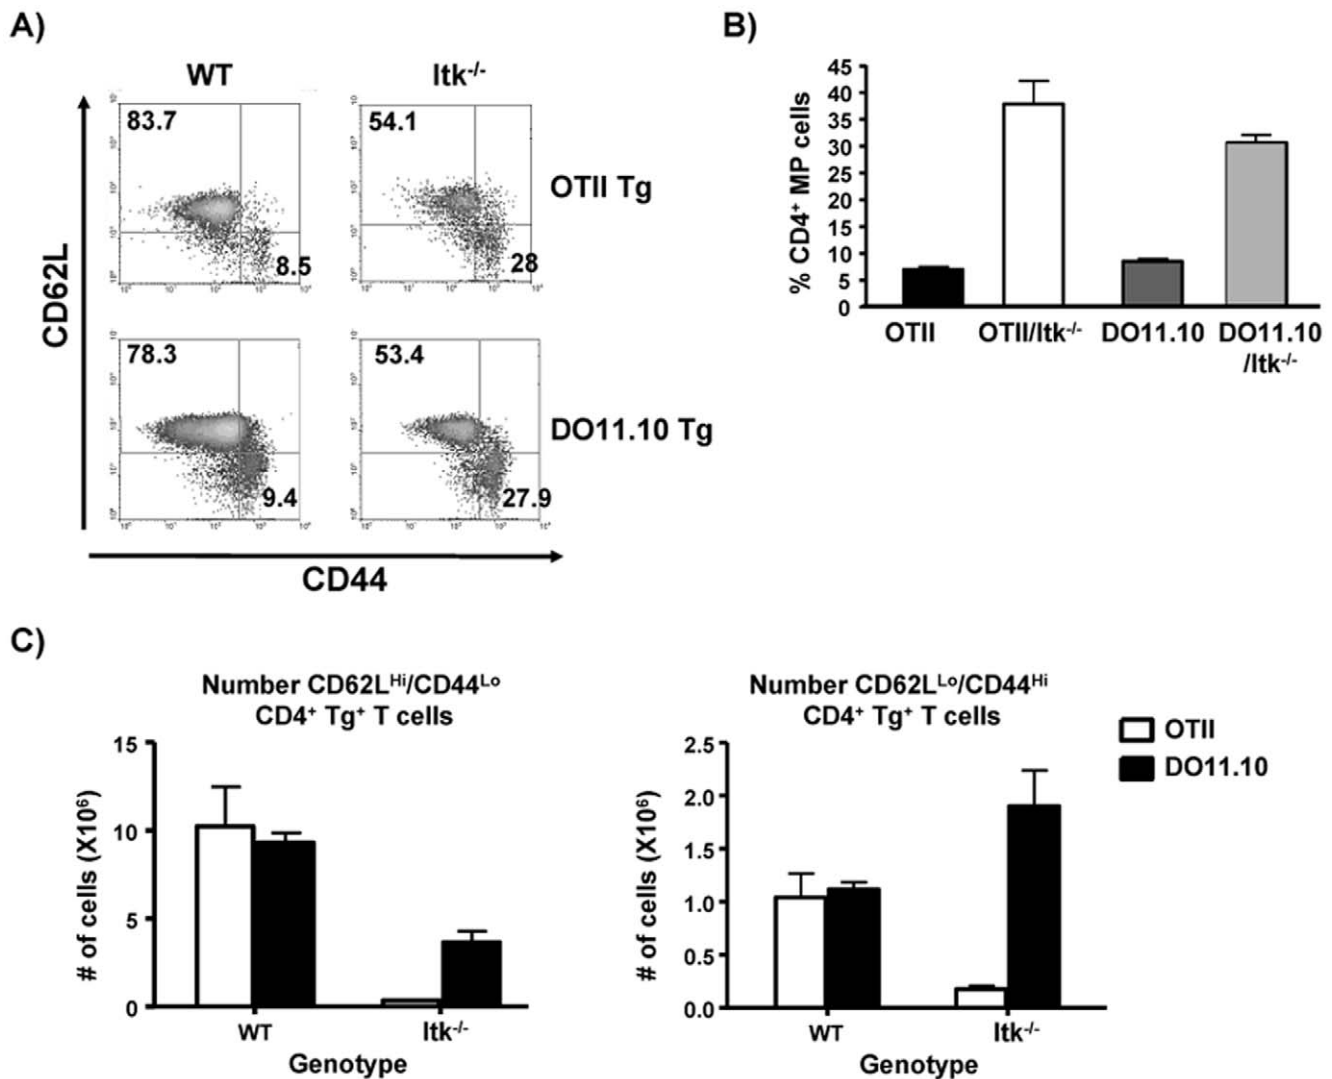 A)
WT
Itk-/-
83.7
8.5
54.1
28
OTII Tg
78.3
9.4
53.4
27.9
DO11.10 Tg
CD62L
CD44
B)
% CD4+ MP cells
45
40
35
30
25
20
15
10
5
0
OTII
OTII/Itk-/-
DO11.10
DO11.10
/Itk-/-
C)
Number CD62LHi/CD44Lo
CD4+ Tg+ T cells
# of cells (X10⁶)
15
10
5
0
WT
Itk-/-
Genotype
Number CD62LLo/CD44Hi
CD4+ Tg+ T cells
# of cells (X10⁶)
2.5
2.0
1.5
1.0
0.5
0.0
WT
Itk-/-
Genotype
OTII
DO11.10